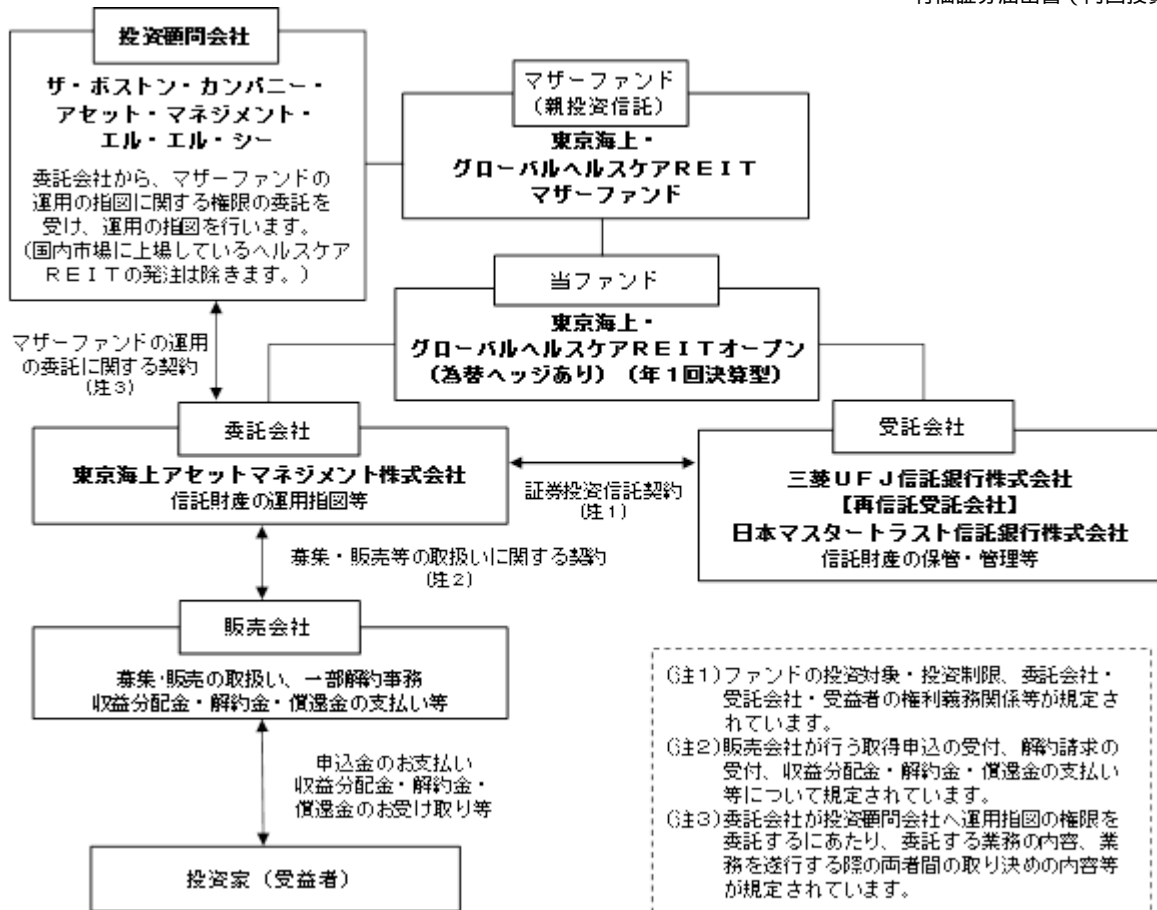 投資顧問会社
ザ・ボストン・カンパニー・
アセット・マネジメント・
エル・エル・シー
委託会社から、マザーファンドの
運用の指図に関する権限の委託を
受け、運用の指図を行います。
(国内市場に上場しているヘルスケア
REITの発注は除きます。)
マザーファンド
(親投資信託)
東京海上・
グローバルヘルスケアREIT
マザーファンド
当ファンド
東京海上・
グローバルヘルスケアREITオープン
(為替ヘッジあり)(年1回決算型)
マザーファンドの運用
の委託に関する契約
(注3)
委託会社
東京海上アセットマネジメント株式会社
信託財産の運用指図等
証券投資信託契約
(注1)
受託会社
三菱UFJ信託銀行株式会社
【再信託受託会社】
日本マスタートラスト信託銀行株式会社
信託財産の保管・管理等
募集・販売等の取扱いに関する契約
(注2)
販売会社
募集・販売の取扱い、一部解約事務
収益分配金・解約金・償還金の支払い等
申込金のお支払い
収益分配金・解約金・
償還金のお受け取り等
投資家(受益者)
(注1)ファンドの投資対象・投資制限、委託会社・
受託会社・受益者の権利義務関係等が規定さ
れています。
(注2)販売会社が行う取得申込の受付、解約請求の
受付、収益分配金・解約金・償還金の支払い
等について規定されています。
(注3)委託会社が投資顧問会社へ運用指図の権限を
委託するにあたり、委託する業務の内容、業
務を遂行する際の両者間の取り決めの内容等
が規定されています。